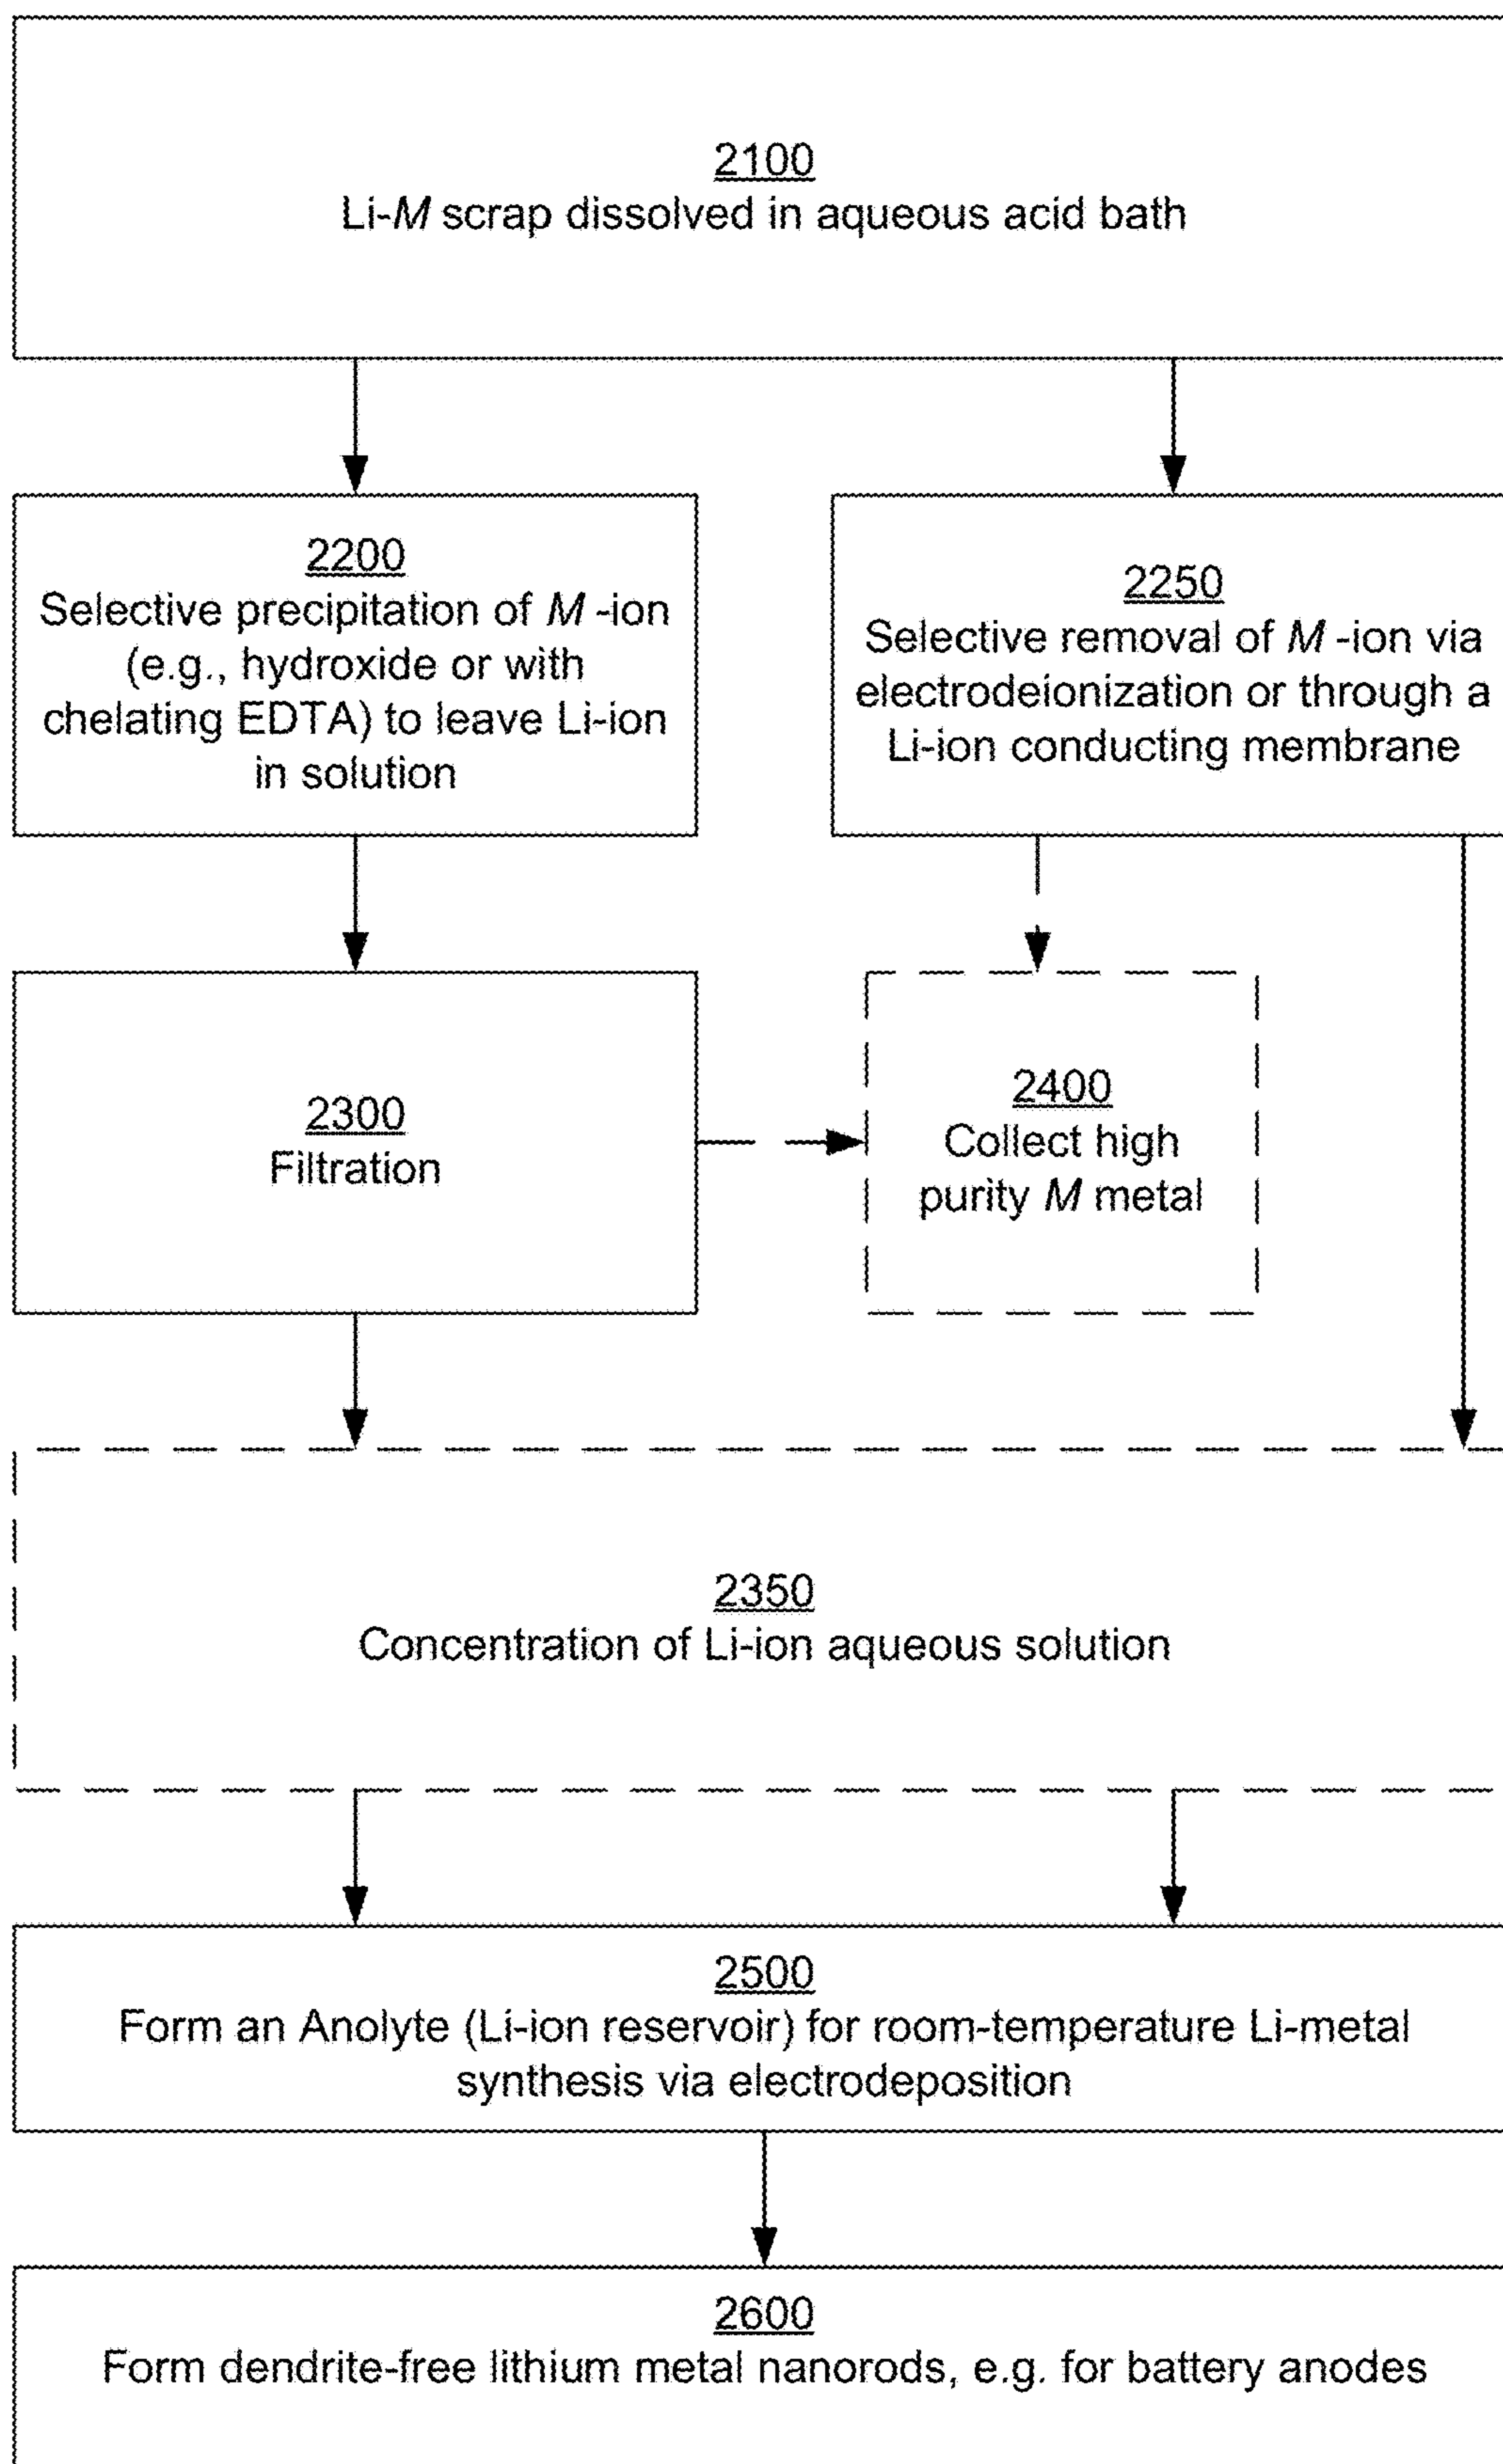 2100
Li-M scrap dissolved in aqueous acid bath
2200
Selective precipitation of M -ion
(e.g., hydroxide or with
chelating EDTA) to leave Li-ion
in solution
2250
Selective removal of M -ion via
electrodeionization or through a
Li-ion conducting membrane
2300
Filtration
2400
Collect high
purity M metal
2350
Concentration of Li-ion aqueous solution
2500
Form an Anolyte (Li-ion reservoir) for room-temperature Li-metal
synthesis via electrodeposition
2600
Form dendrite-free lithium metal nanorods, e.g. for battery anodes